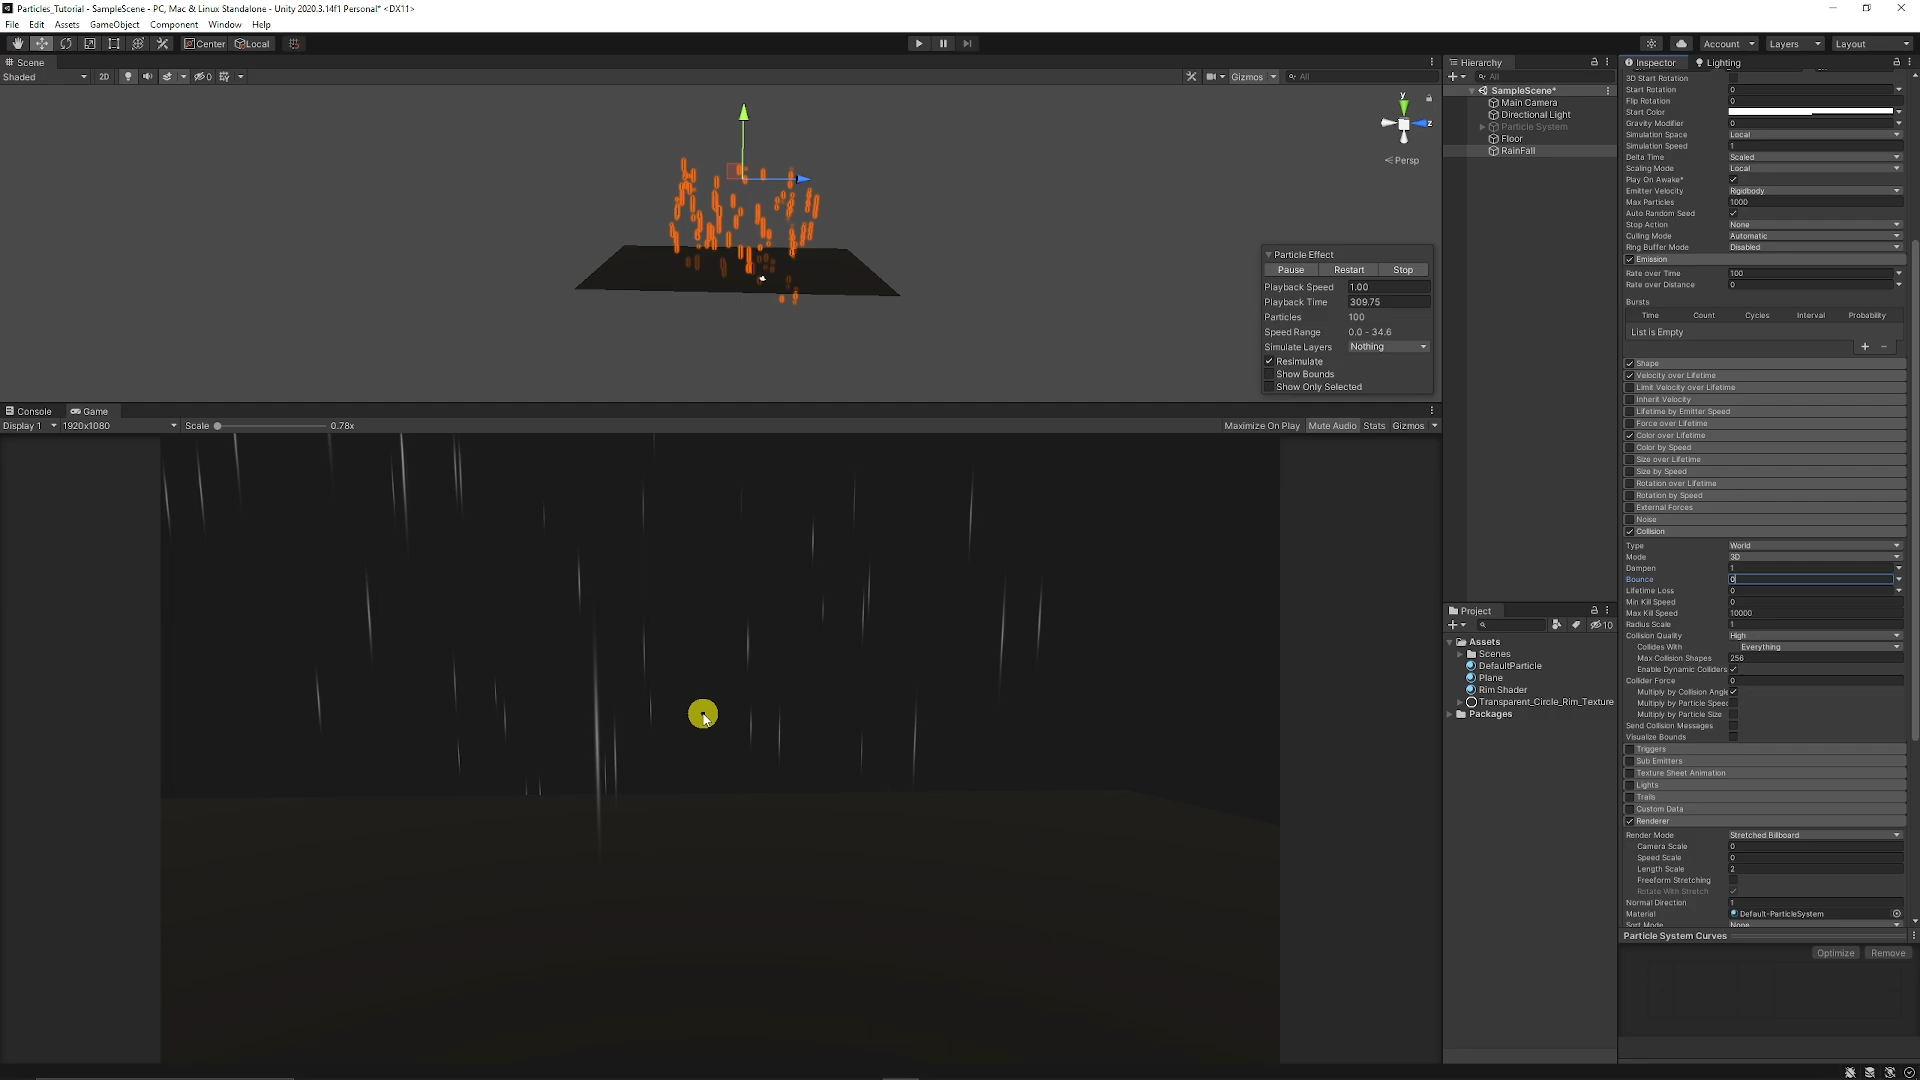 Particles_Tutorial - SampleScene - PC, Mac & Linux Standalone - Unity 2020.3.14f1 Personal* <DX11>
File Edit Assets GameObject Component Window Help
Center Local Account Layers Layout
Scene
Shaded 2D 0 Gizmos All
y
z
Persp
Particle Effect
Pause Restart Stop
Playback Speed 1.00
Playback Time 309.75
Particles 100
Speed Range 0.0 - 34.6
Simulate Layers Nothing
Resimulate
Show Bounds
Show Only Selected
Console Game
Display 1 1920x1080 Scale 0.78x Maximize On Play Mute Audio Stats Gizmos
Hierarchy
All
SampleScene*
Main Camera
Directional Light
Particle System
Floor
RainFall
Project
10
Assets
Scenes
DefaultParticle
Plane
Rim Shader
Transparent_Circle_Rim_Texture
Packages
Inspector Lighting
3D Start Rotation
Start Rotation 0
Flip Rotation 0
Start Color
Gravity Modifier 0
Simulation Space Local
Simulation Speed 1
Delta Time Scaled
Scaling Mode Local
Play On Awake*
Emitter Velocity Rigidbody
Max Particles 1000
Auto Random Seed
Stop Action None
Culling Mode Automatic
Ring Buffer Mode Disabled
Emission
Rate over Time 100
Rate over Distance 0
Bursts
Time Count Cycles Interval Probability
List is Empty
Shape
Velocity over Lifetime
Limit Velocity over Lifetime
Inherit Velocity
Lifetime by Emitter Speed
Force over Lifetime
Color over Lifetime
Color by Speed
Size over Lifetime
Size by Speed
Rotation over Lifetime
Rotation by Speed
External Forces
Noise
Collision
Type World
Mode 3D
Dampen 1
Bounce 0
Lifetime Loss 0
Min Kill Speed 0
Max Kill Speed 10000
Radius Scale 1
Collision Quality High
Collides With Everything
Max Collision Shapes 256
Enable Dynamic Colliders
Collider Force 0
Multiply by Collision Angle
Multiply by Particle Speed
Multiply by Particle Size
Send Collision Messages
Visualize Bounds
Triggers
Sub Emitters
Texture Sheet Animation
Lights
Trails
Custom Data
Renderer
Render Mode Stretched Billboard
Camera Scale 0
Speed Scale 0
Length Scale 2
Freeform Stretching
Rotate With Stretch
Normal Direction 1
Material Default-ParticleSystem
Sort Mode None
Particle System Curves
Optimize Remove